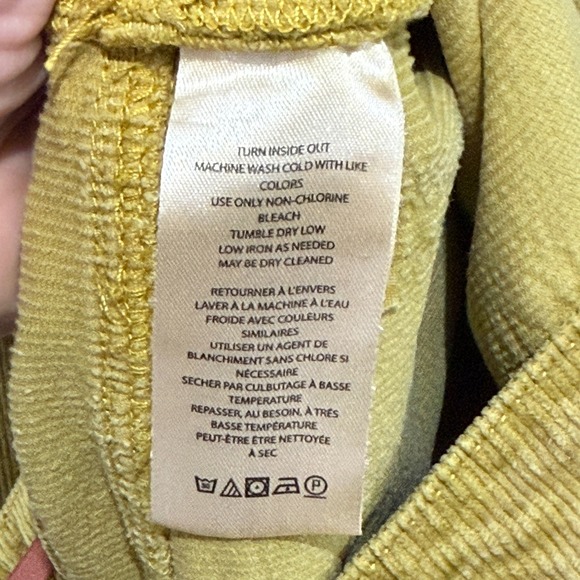 TURN INSIDE OUT
MACHINE WASH COLD WITH LIKE
COLORS
USE ONLY NON-CHLORINE
BLEACH
TUMBLE DRY LOW
LOW IRON AS NEEDED
MAY BE DRY CLEANED
RETOURNER À L'ENVERS
LAVER À LA MACHINE À L'EAU
FROIDE AVEC COULEURS
SIMILAIRES
UTILISER UN AGENT DE
BLANCHIMENT SANS CHLORE SI
NÉCESSAIRE
SECHER PAR CULBUTAGE À BASSE
TEMPERATURE
REPASSER, AU BESOIN, À TRÉS
BASSE TEMPÉRATURE
PEUT-ÊTRE ÊTRE NETTOYÉE
À SEC
P